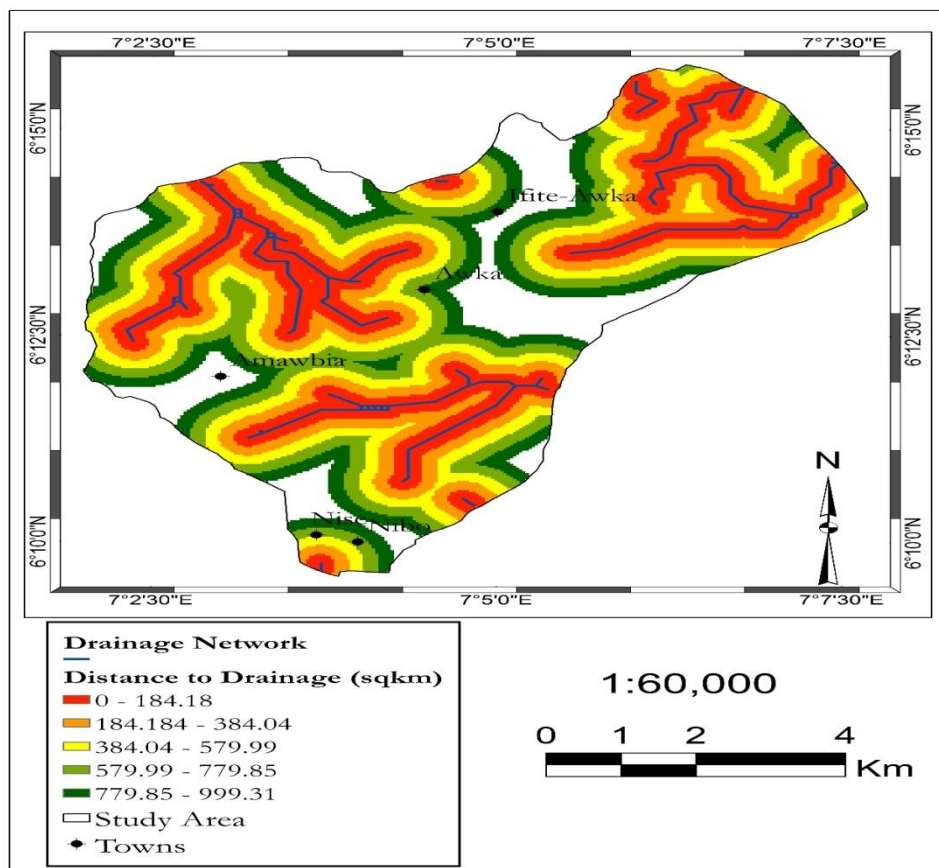 7°2'30"E 7°5'0"E 7°7'30"E
6°15'0"N 6°15'0"N
Ifite-Awka
Awka
6°12'30"N 6°12'30"N
Amawbia
N
Nise Nibo
6°10'0"N 6°10'0"N
7°2'30"E 7°5'0"E 7°7'30"E
Drainage Network
Distance to Drainage (sqkm)
0 - 184.18
184.184 - 384.04
384.04 - 579.99
579.99 - 779.85
779.85 - 999.31
Study Area
Towns
1:60,000
0 1 2 4
Km